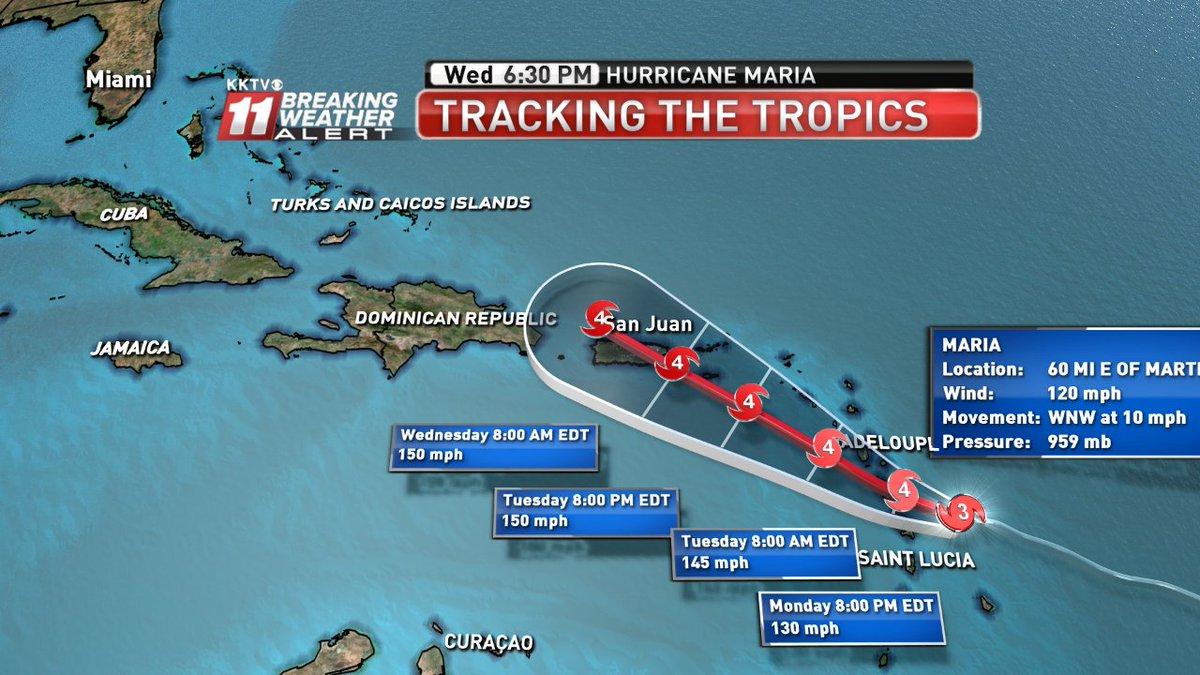 Miami
KKTV
11
BREAKING
WEATHER
ALERT
Wed 6:30 PM HURRICANE MARIA
TRACKING THE TROPICS
TURKS AND CAICOS ISLANDS
CUBA
DOMINICAN REPUBLIC
4
San Juan
JAMAICA
4
4
4
ADELOUPL
4
3
MARIA
Location: 60 MI E OF MARTI
Wind: 120 mph
Movement: WNW at 10 mph
Pressure: 959 mb
Wednesday 8:00 AM EDT
150 mph
Tuesday 8:00 PM EDT
150 mph
Tuesday 8:00 AM EDT
145 mph
SAINT LUCIA
Monday 8:00 PM EDT
130 mph
CURAÇAO